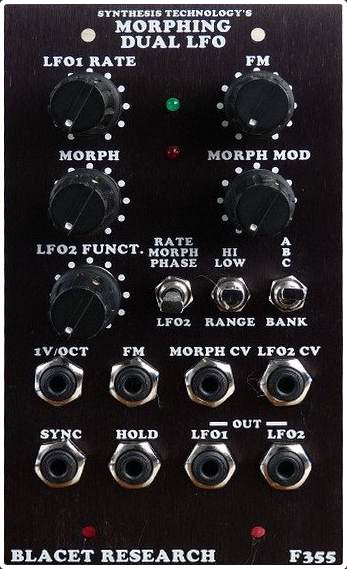 SYNTHESIS TECHNOLOGY'S
MORPHING
DUAL LFO
LFO1 RATE FM
MORPH MORPH MOD
LFO2 FUNCT.
RATE
MORPH
PHASE
LFO2
HI
LOW
RANGE
A
B
C
BANK
1V/OCT FM MORPH CV LFO2 CV
OUT
SYNC HOLD LFO1 LFO2
BLACET RESEARCH F355